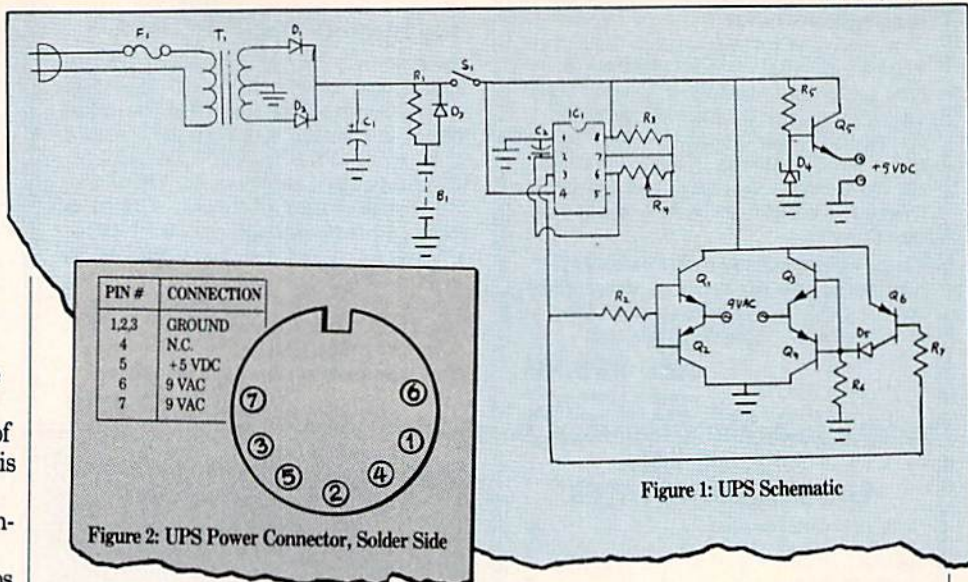 F1
T1
D1
D2
C1
R1
D3
B1
S1
IC1
C2
1
2
3
4
8
7
6
5
R3
R4
R5
Q5
D4
+5VDC
R2
Q1
Q2
9VAC
Q3
Q4
Q6
D5
R6
R7
Figure 1: UPS Schematic
PIN # CONNECTION
1,2,3 GROUND
4 N.C.
5 +5 VDC
6 9 VAC
7 9 VAC
7
6
3
1
5
4
2
Figure 2: UPS Power Connector, Solder Side
of
is